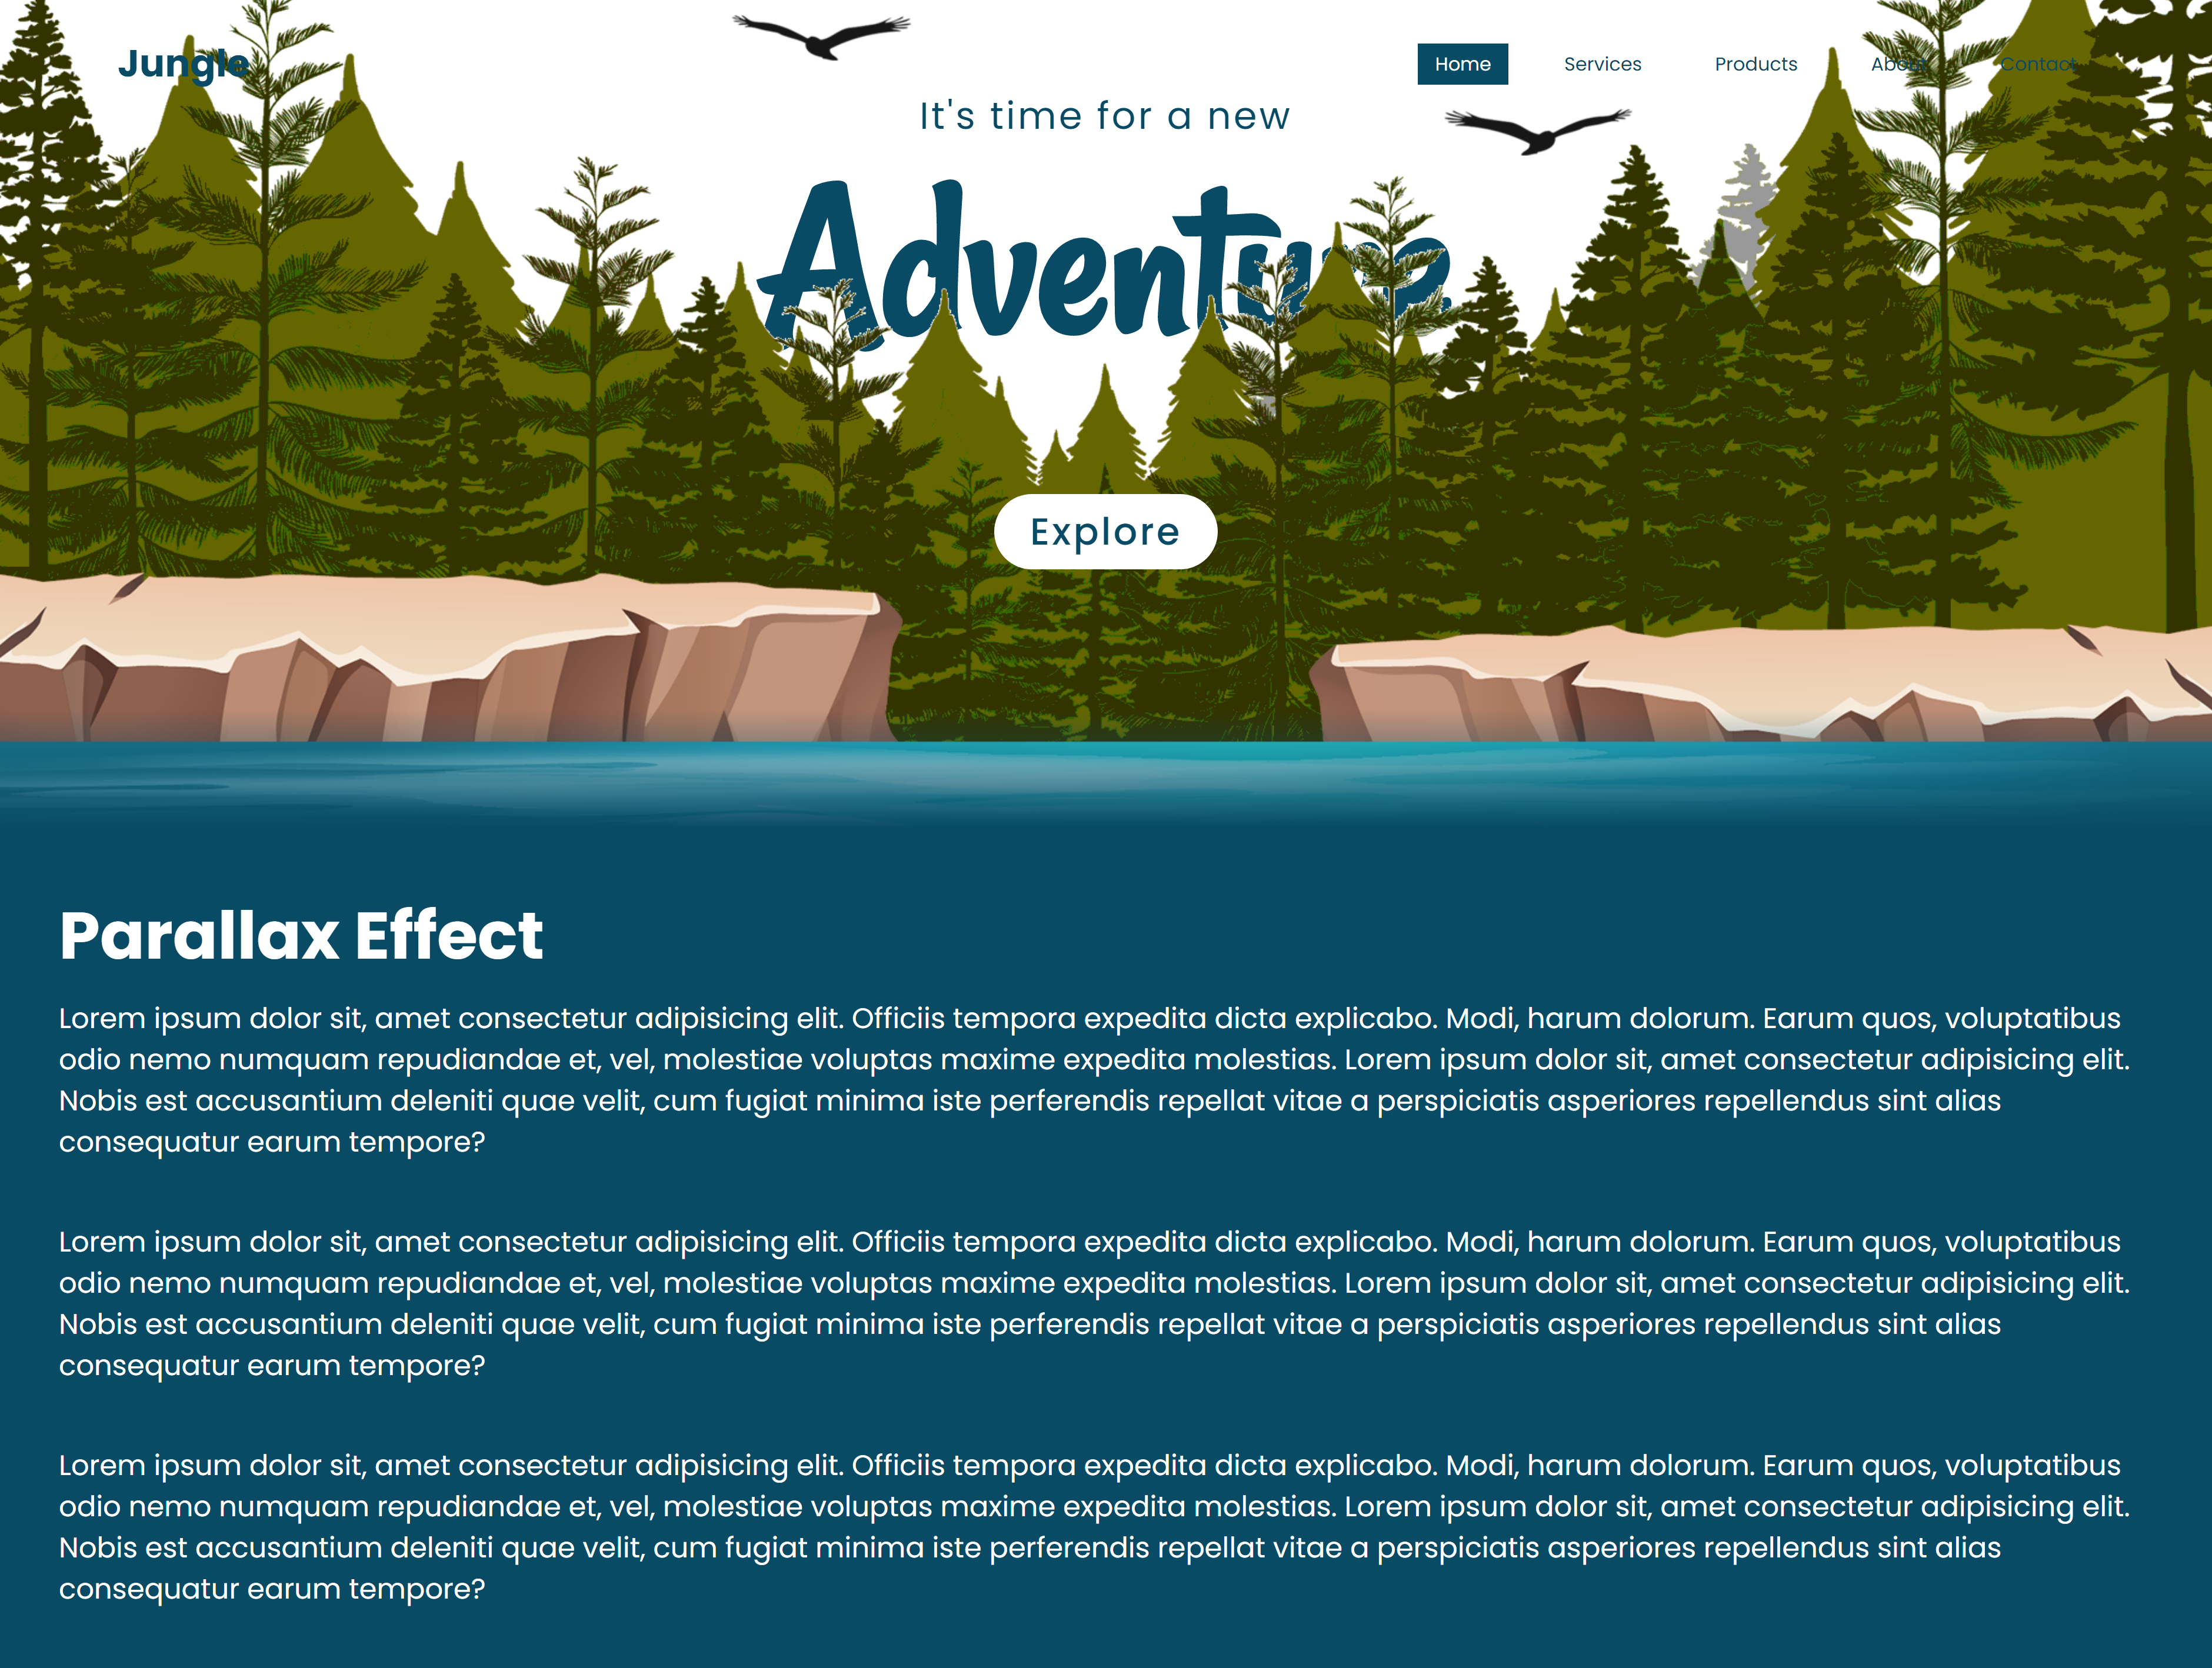 Jungle
Home Services Products About Contact
It's time for a new
Adventure
Explore
Parallax Effect
Lorem ipsum dolor sit, amet consectetur adipisicing elit. Officiis tempora expedita dicta explicabo. Modi, harum dolorum. Earum quos, voluptatibus
odio nemo numquam repudiandae et, vel, molestiae voluptas maxime expedita molestias. Lorem ipsum dolor sit, amet consectetur adipisicing elit.
Nobis est accusantium deleniti quae velit, cum fugiat minima iste perferendis repellat vitae a perspiciatis asperiores repellendus sint alias
consequatur earum tempore?
Lorem ipsum dolor sit, amet consectetur adipisicing elit. Officiis tempora expedita dicta explicabo. Modi, harum dolorum. Earum quos, voluptatibus
odio nemo numquam repudiandae et, vel, molestiae voluptas maxime expedita molestias. Lorem ipsum dolor sit, amet consectetur adipisicing elit.
Nobis est accusantium deleniti quae velit, cum fugiat minima iste perferendis repellat vitae a perspiciatis asperiores repellendus sint alias
consequatur earum tempore?
Lorem ipsum dolor sit, amet consectetur adipisicing elit. Officiis tempora expedita dicta explicabo. Modi, harum dolorum. Earum quos, voluptatibus
odio nemo numquam repudiandae et, vel, molestiae voluptas maxime expedita molestias. Lorem ipsum dolor sit, amet consectetur adipisicing elit.
Nobis est accusantium deleniti quae velit, cum fugiat minima iste perferendis repellat vitae a perspiciatis asperiores repellendus sint alias
consequatur earum tempore?